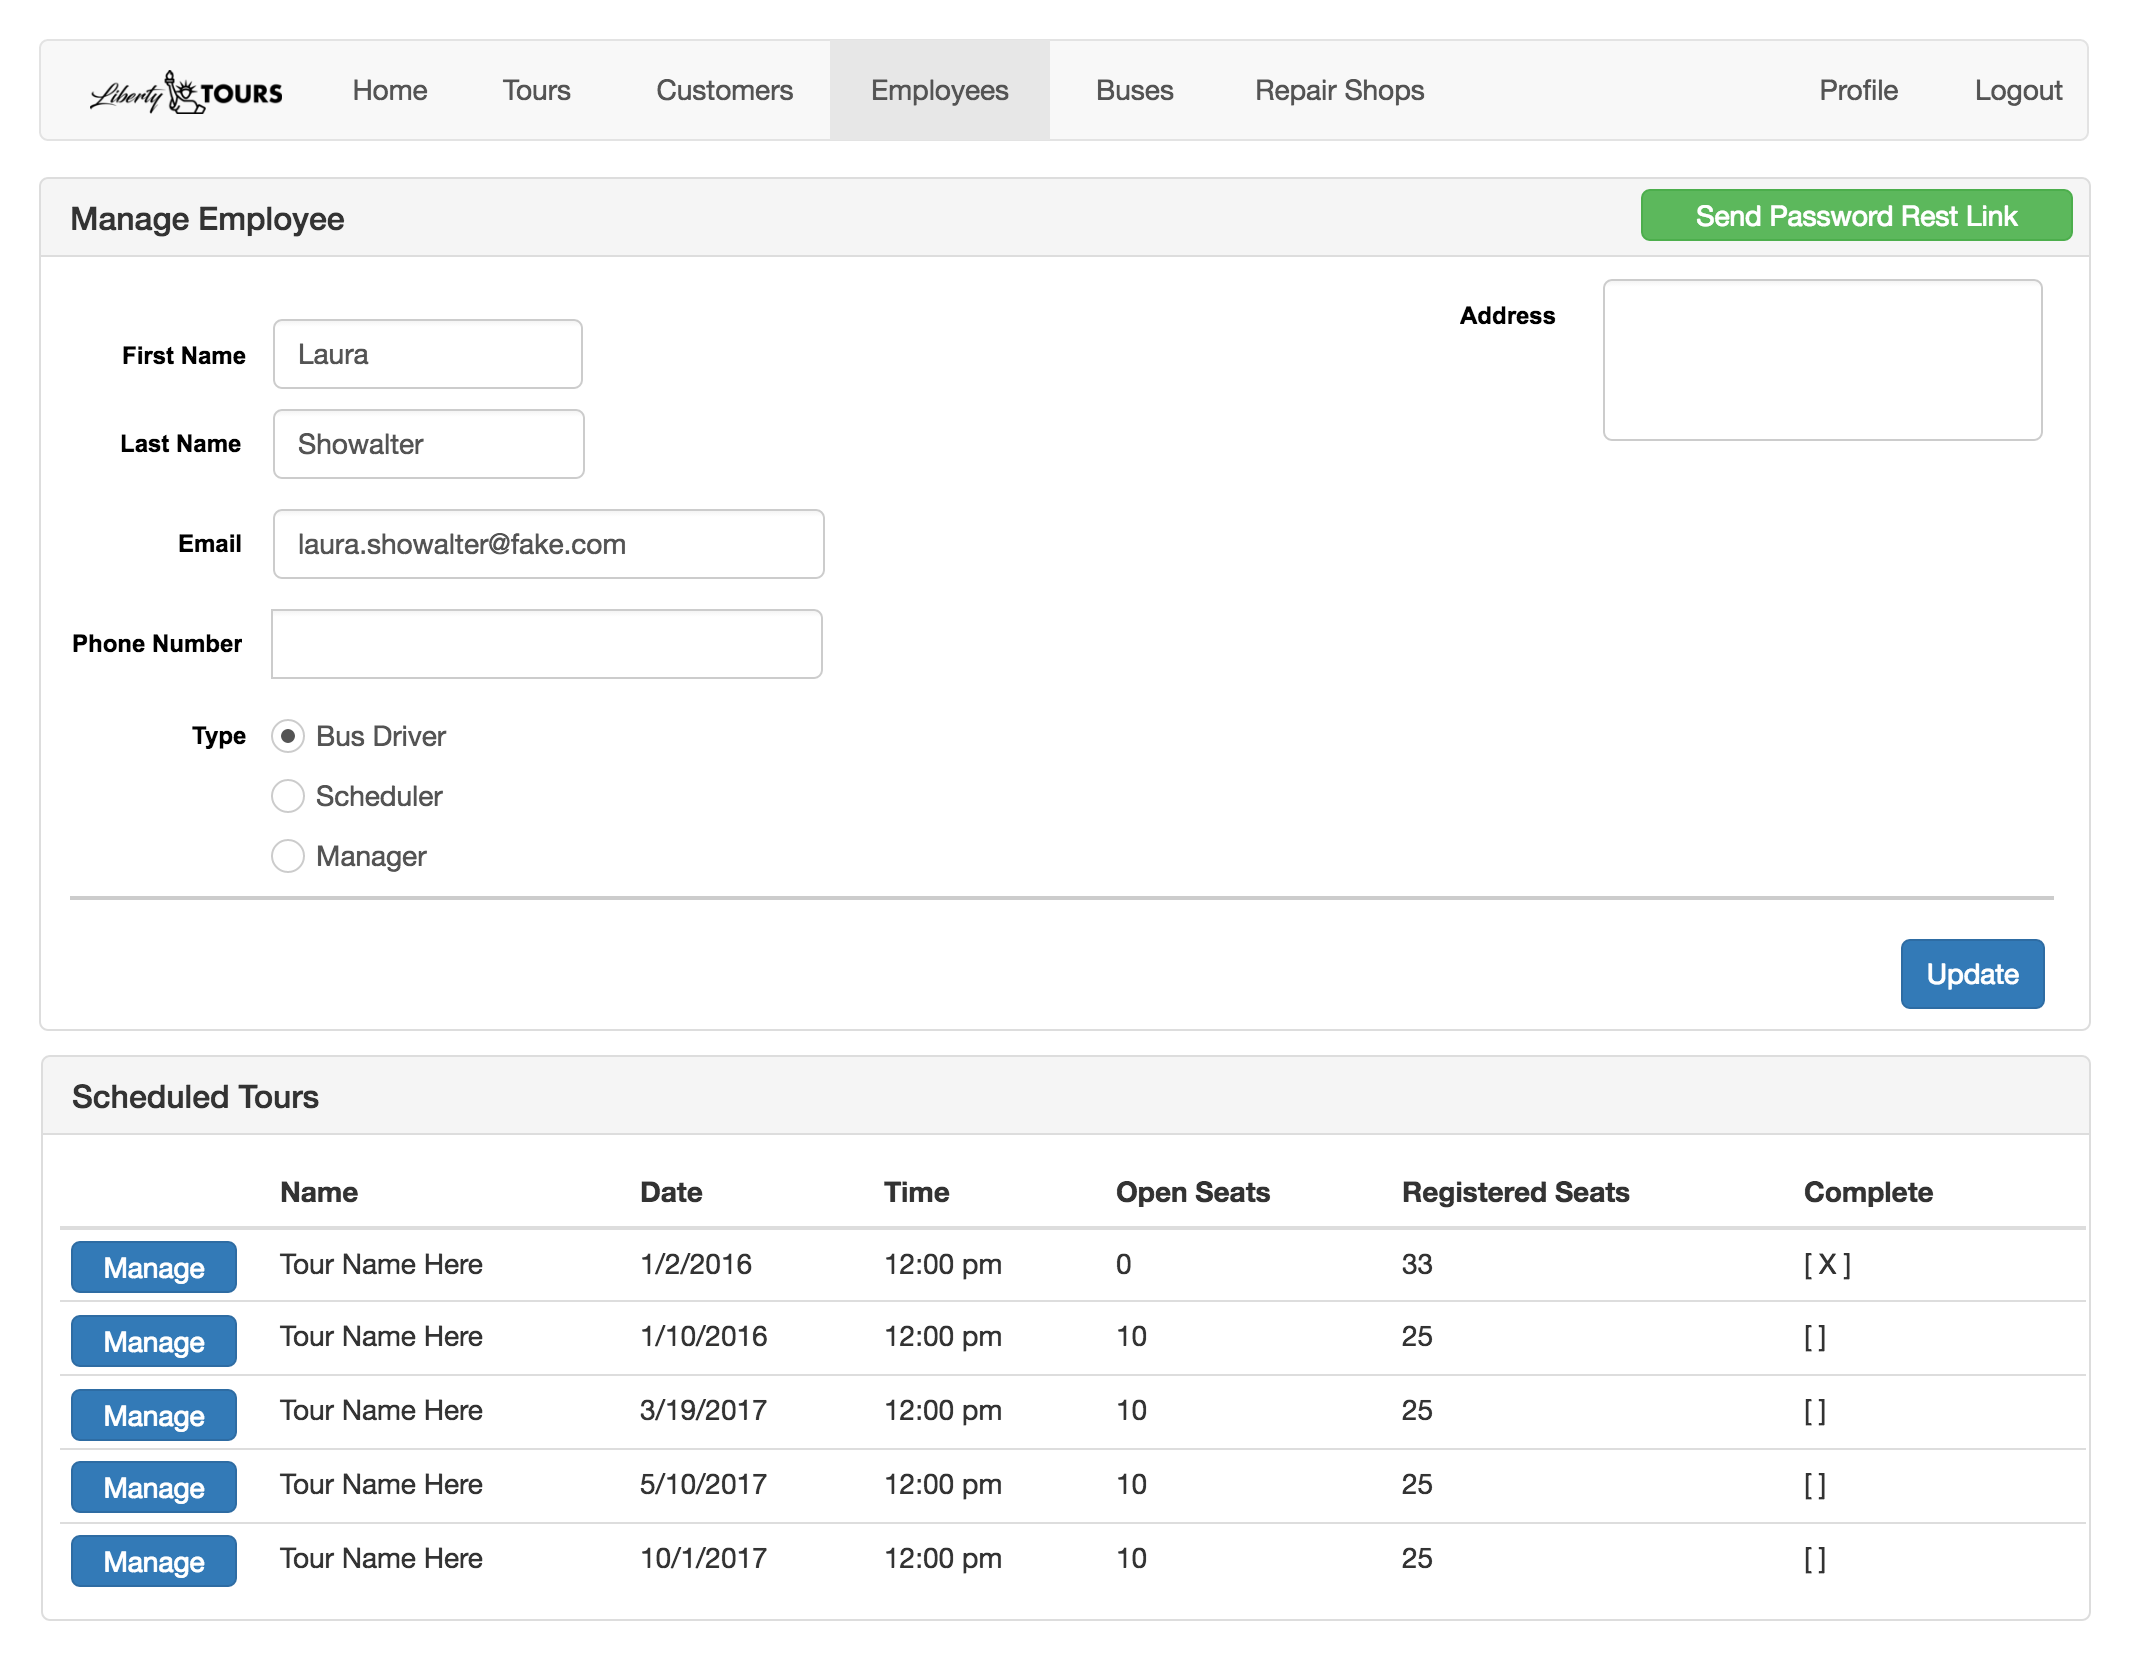 Liberty TOURS Home Tours Customers Employees Buses Repair Shops Profile Logout
Manage Employee Send Password Rest Link
Address
First Name Laura
Last Name Showalter
Email laura.showalter@fake.com
Phone Number
Type Bus Driver
Scheduler
Manager
Update
Scheduled Tours
Name Date Time Open Seats Registered Seats Complete
Manage Tour Name Here 1/2/2016 12:00 pm 0 33 [ X ]
Manage Tour Name Here 1/10/2016 12:00 pm 10 25 [ ]
Manage Tour Name Here 3/19/2017 12:00 pm 10 25 [ ]
Manage Tour Name Here 5/10/2017 12:00 pm 10 25 [ ]
Manage Tour Name Here 10/1/2017 12:00 pm 10 25 [ ]